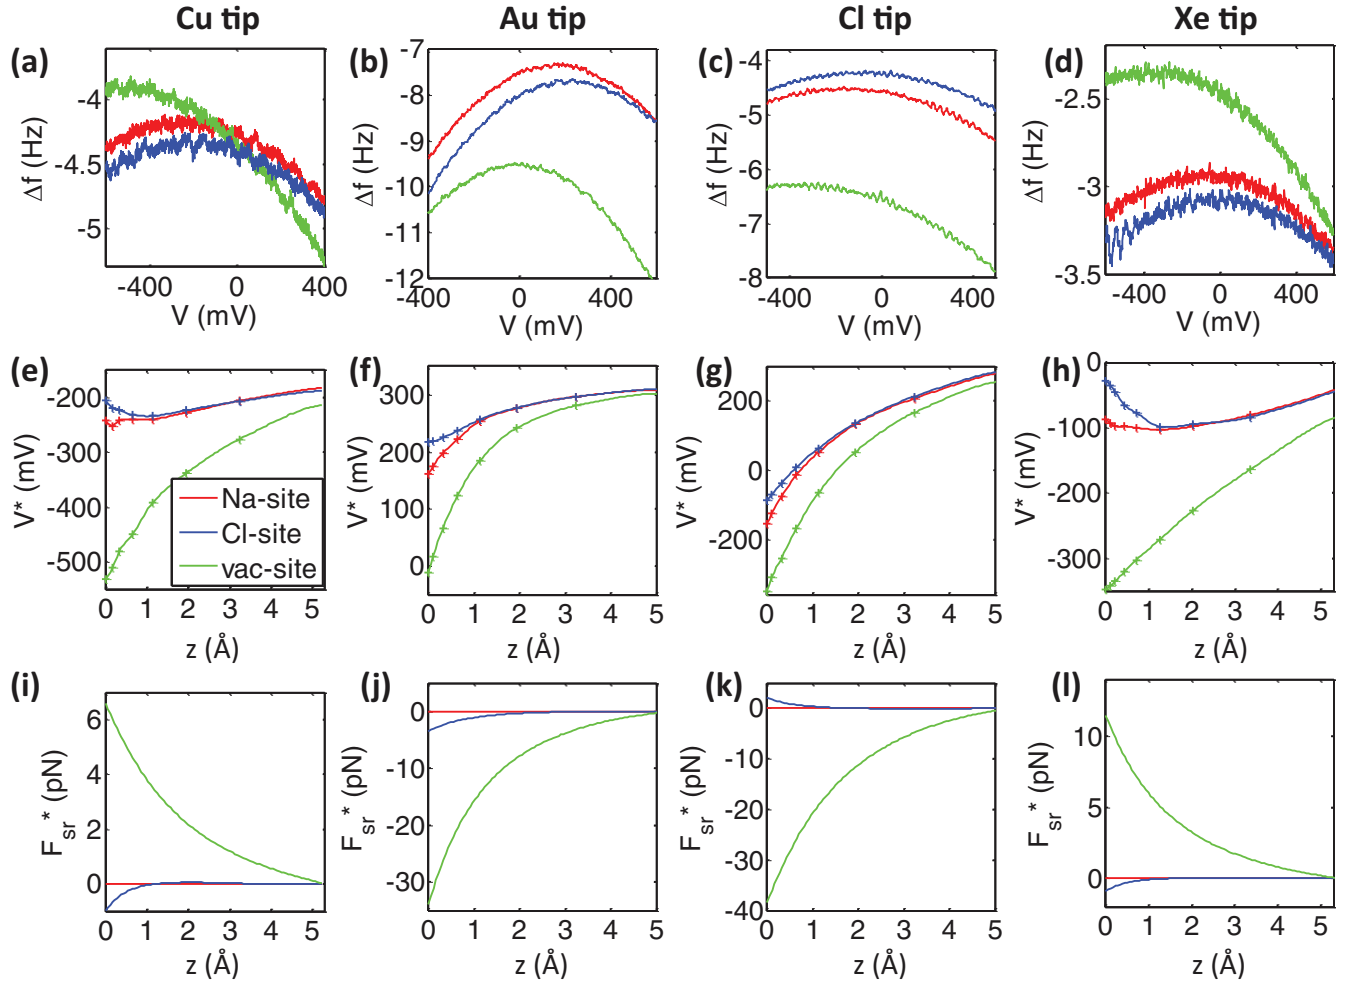 Cu tip Au tip Cl tip Xe tip
(a) (b) (c) (d)
Δf (Hz) Δf (Hz) Δf (Hz) Δf (Hz)
-4 -4.5 -5
-7 -8 -9 -10 -11 -12
-4 -5 -6 -7 -8
-2.5 -3 -3.5
-400 0 400 -400 0 400 -400 0 400 -400 0 400
V (mV) V (mV) V (mV) V (mV)
(e) (f) (g) (h)
V* (mV) V* (mV) V* (mV) V* (mV)
-200 -300 -400 -500
300 200 100 0
200 0 -200
0 -100 -200 -300
Na-site
Cl-site
vac-site
0 1 2 3 4 5 0 1 2 3 4 5 0 1 2 3 4 5 0 1 2 3 4 5
z (Å) z (Å) z (Å) z (Å)
(i) (j) (k) (l)
Fsr* (pN) Fsr* (pN) Fsr* (pN) Fsr* (pN)
6 4 2 0
0 -10 -20 -30
0 -10 -20 -30 -40
10 5 0
0 1 2 3 4 5 0 1 2 3 4 5 0 1 2 3 4 5 0 1 2 3 4 5
z (Å) z (Å) z (Å) z (Å)